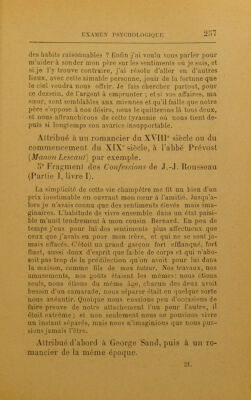 EXAMEN PSYCHOLOGIQUE 257
des habits raisonnables ? Enfin j'ai voulu vous parler pour
m'aider à sonder mon père sur les sentiments où je suis, et
si je l'y trouve contraire, j'ai résolu d'aller en d'autres
lieux, avec cette aimable personne, jouir de la fortune que
le ciel voudra nous offrir. Je fais chercher partout, pour
ce dessein, de l'argent à emprunter ; et si vos affaires, ma
sœur, sont semblables aux miennes et qu'il faille que notre
père s'oppose à nos désirs, nous le quitterons là tous deux,
et nous affranchirons de cette tyrannie où nous tient de-
puis si longtemps son avarice insupportable.
Attribué à un romancier du XVIIIe siècle ou du
commencement du XIXe siècle, à l'abbé Prévost
(Manon Lescaut) par exemple.
5° Fragment des Confessions de J.-J. Rousseau
(Partie I, livre I).
La simplicité de cette vie champêtre me fit un bien d'un
prix inestimable en ouvrant mon cœur à l'amitié. Jusqu'a-
lors je n'avais connu que des sentiments élevés mais ima-
ginaires. L'habitude de vivre ensemble dans un état paisi-
ble m'unit tendrement à mon cousin Bernard. En peu de
temps j'eus pour lui des sentiments plus affectueux que
ceux que j'avais eu pour mon frère, et qui ne se sont ja-
mais effacés. C'était un grand garçon fort efflanqué, fort
fluet, aussi doux d'esprit que faible de corps et qui n'abu-
soit pas trop de la prédilection qu'on avoit pour lui dans
la maison, comme fils de mon tuteur. Nos travaux, nos
amusements, nos goûts étaient les mêmes: nous étions
seuls, nous étions du même âge, chacun des deux avoit
besoin d'un camarade, nous séparer était en quelque sorte
nous anéantir. Quoique nous eussions peu d'occasions de
faire preuve de notre attachement l'un pour l'autre, il
étoit extrême ; et non seulement nous ne pouvions vivre
un instant séparés, mais nous n'imaginions que nous pus-
sions jamais l'être.
Attribué d'abord à George Sand, puis à un ro-
mancier de la même époque.
21.